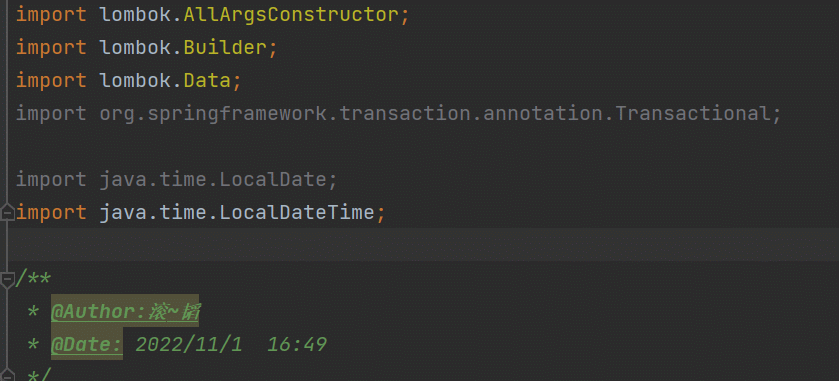 import lombok.AllArgsConstructor;
import lombok.Builder;
import lombok.Data;
import org.springframework.transaction.annotation.Transactional;
import java.time.LocalDate;
import java.time.LocalDateTime;
/**
* @Author:滚~韬
* @Date: 2022/11/1  16:49
*/